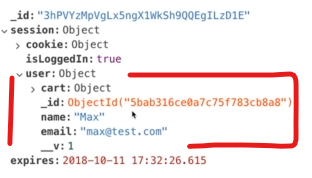 _id: "3hPVYzMpVgLx5ngX1WkSh9QQEgILzD1E"
session: Object
cookie: Object
isLoggedIn: true
user: Object
cart: Object
_id: ObjectId("5bab316ce0a7c75f783cb8a8")
name: "Max"
email: "max@test.com"
__v: 1
expires: 2018-10-11 17:32:26.615